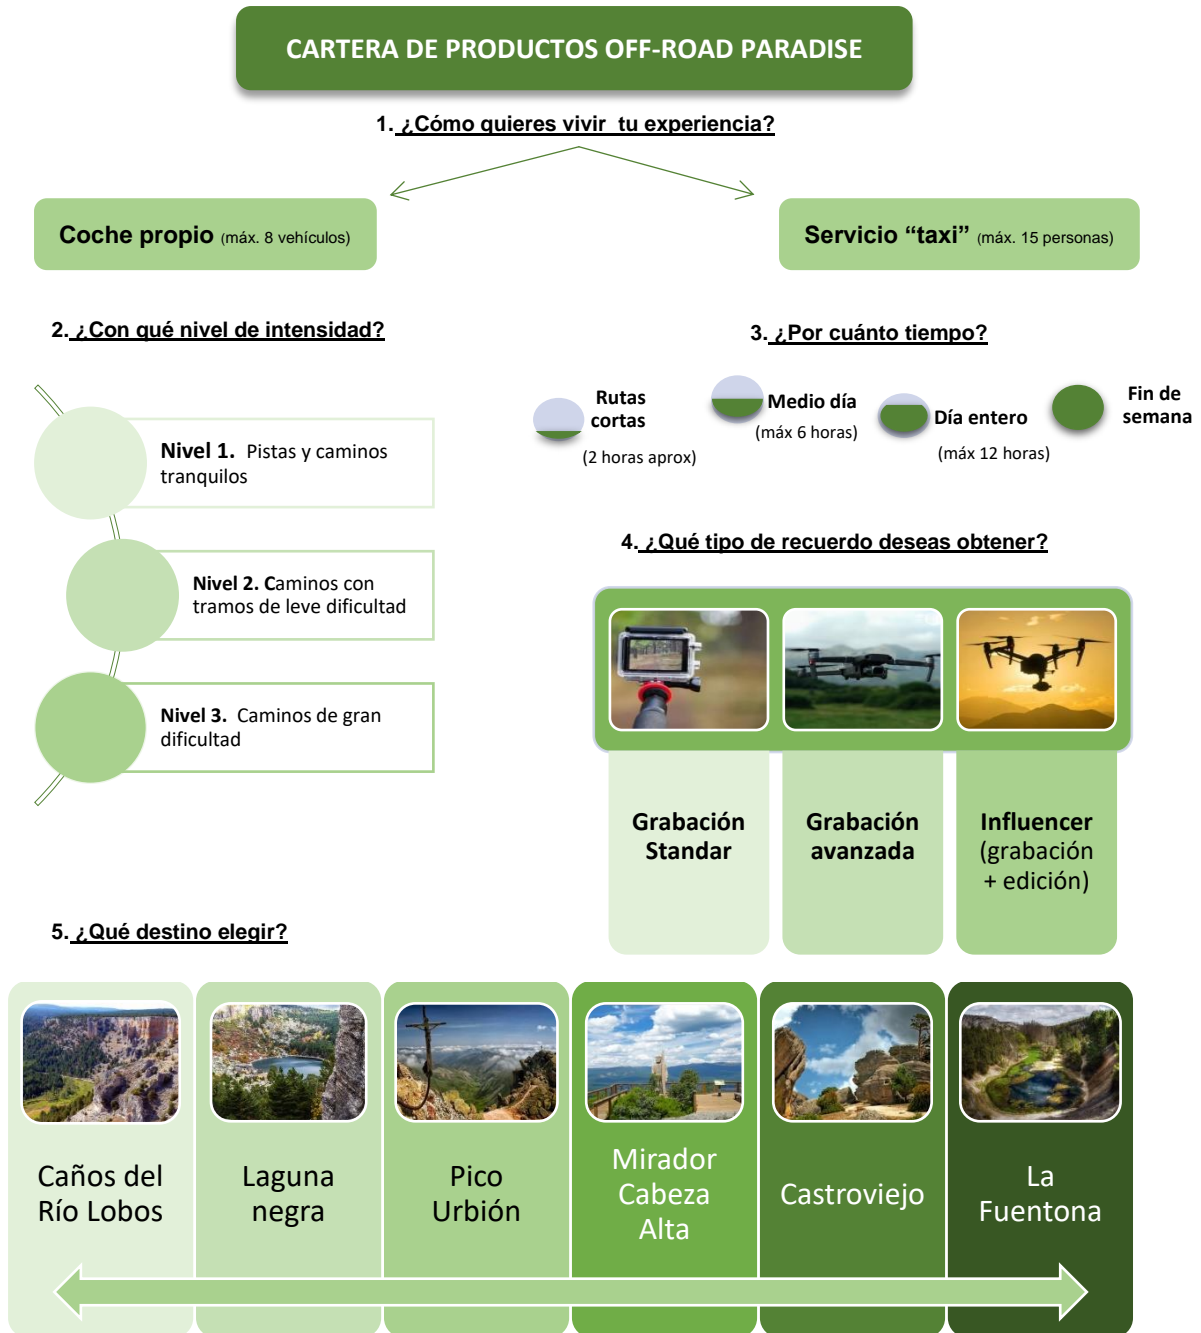 CARTERA DE PRODUCTOS OFF-ROAD PARADISE
1. ¿Cómo quieres vivir tu experiencia?
Coche propio (máx. 8 vehículos)
Servicio “taxi” (máx. 15 personas)
2. ¿Con qué nivel de intensidad?
Nivel 1. Pistas y caminos
tranquilos
Nivel 2. Caminos con
tramos de leve dificultad
Nivel 3. Caminos de gran
dificultad
3. ¿Por cuánto tiempo?
Rutas
cortas
(2 horas aprox)
Medio día
(máx 6 horas)
Día entero
(máx 12 horas)
Fin de
semana
4. ¿Qué tipo de recuerdo deseas obtener?
Grabación
Standar
Grabación
avanzada
Influencer
(grabación
+ edición)
5. ¿Qué destino elegir?
Caños del
Río Lobos
Laguna
negra
Pico
Urbión
Mirador
Cabeza
Alta
Castroviejo
La
Fuentona